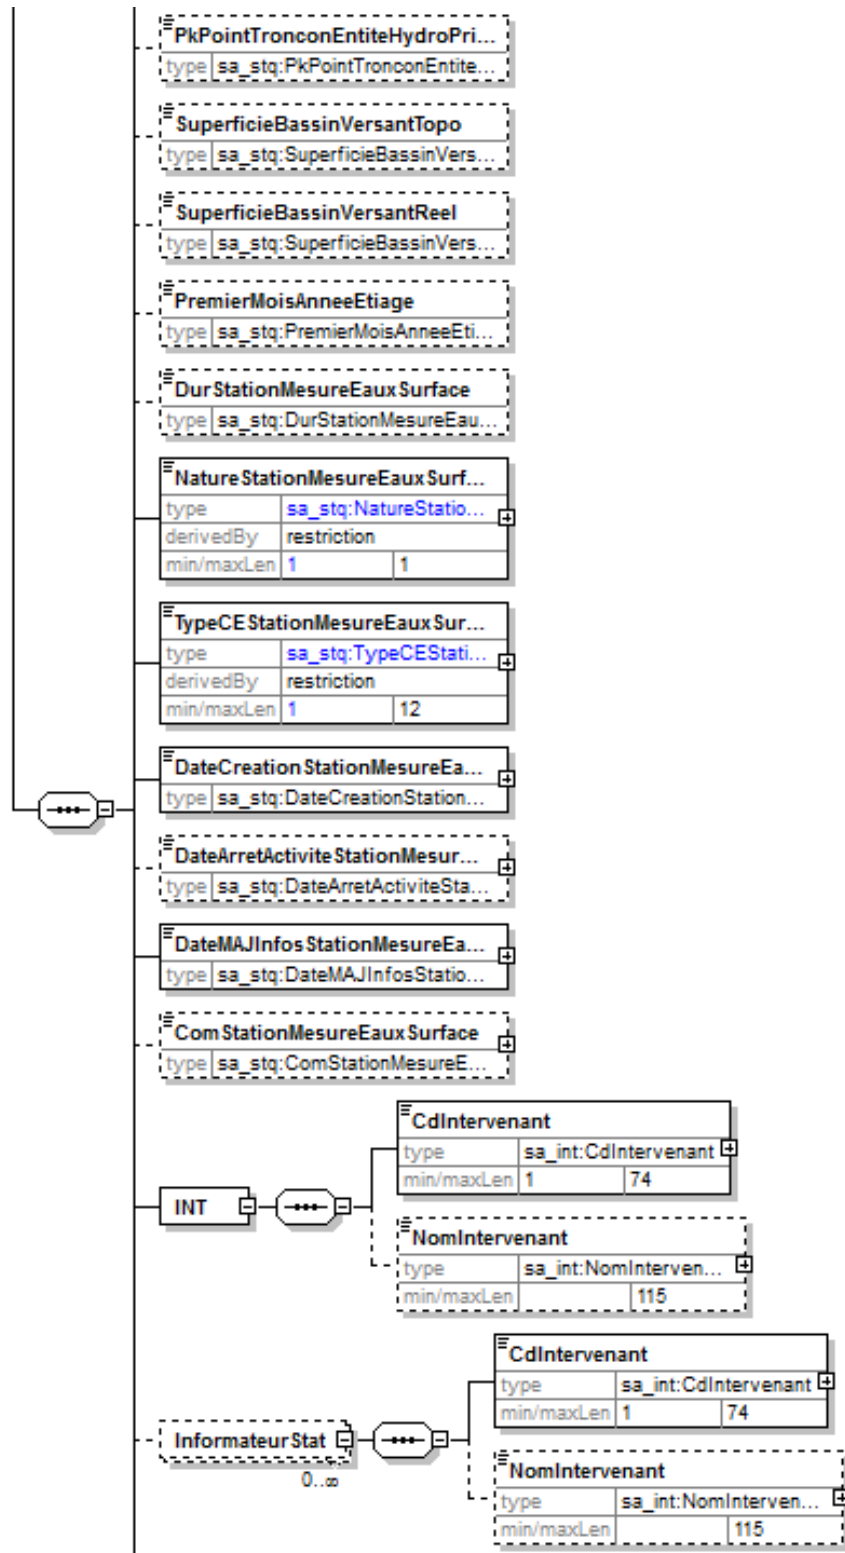 PkPointTronconEntiteHydroPri...
type sa_stq:PkPointTronconEntite...
SuperficieBassinVersantTopo
type sa_stq:SuperficieBassinVers...
SuperficieBassinVersantReel
type sa_stq:SuperficieBassinVers...
PremierMoisAnneeEtiage
type sa_stq:PremierMoisAnneeEti...
DurStationMesureEauxSurface
type sa_stq:DurStationMesureEau...
NatureStationMesureEauxSurf...
type sa_stq:NatureStatio...
derivedBy restriction
min/maxLen 1 1
TypeCEStationMesureEauxSur...
type sa_stq:TypeCEStati...
derivedBy restriction
min/maxLen 1 12
DateCreationStationMesureEa...
type sa_stq:DateCreationStation...
DateArretActiviteStationMesur...
type sa_stq:DateArretActiviteSta...
DateMAJInfosStationMesureEa...
type sa_stq:DateMAJInfosStatio...
ComStationMesureEauxSurface
type sa_stq:ComStationMesureE...
INT
CdIntervenant
type sa_int:CdIntervenant
min/maxLen 1 74
NomIntervenant
type sa_int:NomInterven...
min/maxLen 115
InformateurStat
0..∞
CdIntervenant
type sa_int:CdIntervenant
min/maxLen 1 74
NomIntervenant
type sa_int:NomInterven...
min/maxLen 115